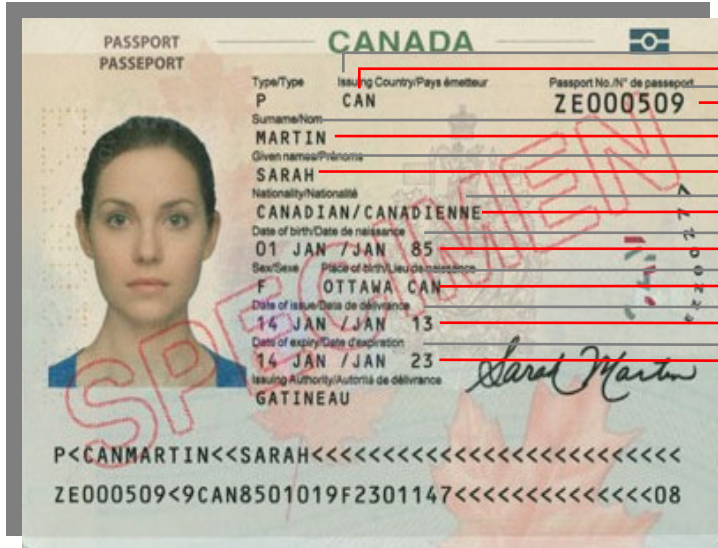 PASSPORT
PASSEPORT
CANADA
Type/Type Issuing Country/Pays émetteur Passport No./N° de passeport
P CAN ZE000509
Surname/Nom
MARTIN
Given names/Prénoms
SARAH
Nationality/Nationalité
CANADIAN/CANADIENNE
Date of birth/Date de naissance
01 JAN /JAN 85
Sex/Sexe Place of birth/Lieu de naissance
F OTTAWA CAN
Date of issue/Date de délivrance
14 JAN /JAN 13
Date of expiry/Date d'expiration
14 JAN /JAN 23
Issuing Authority/Autorité de délivrance
GATINEAU
Sarah Martin
SPECIMEN
P<CANMARTIN<<SARAH<<<<<<<<<<<<<<<<<<<<<<<<<<
ZE000509<9CAN8501019F2301147<<<<<<<<<<<<<<08